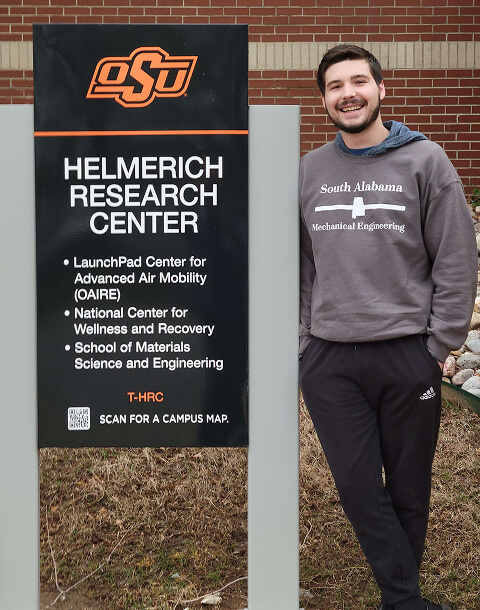 OSU
HELMERICH
RESEARCH
CENTER
• LaunchPad Center for
Advanced Air Mobility
(OAIRE)
• National Center for
Wellness and Recovery
• School of Materials
Science and Engineering
T-HRC
SCAN FOR A CAMPUS MAP.
South Alabama
Mechanical Engineering